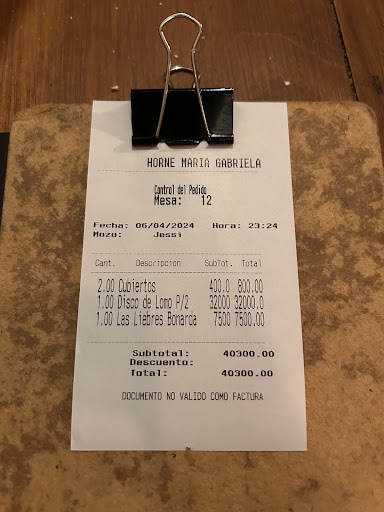 HORNE MARIA GABRIELA
Control del Pedido
Mesa: 12
Fecha: 06/04/2024 Hora: 23:24
Mozo: Jessi
Cant. Descripcion SubTot. Total
2.00 Cubiertos 400.0 800.00
1.00 Disco de Lomo P/2 32000 32000.0
1.00 Las Liebres Bonarda 7500 7500.00
Subtotal: 40300.00
Descuento:
Total: 40300.00
DOCUMENTO NO VALIDO COMO FACTURA